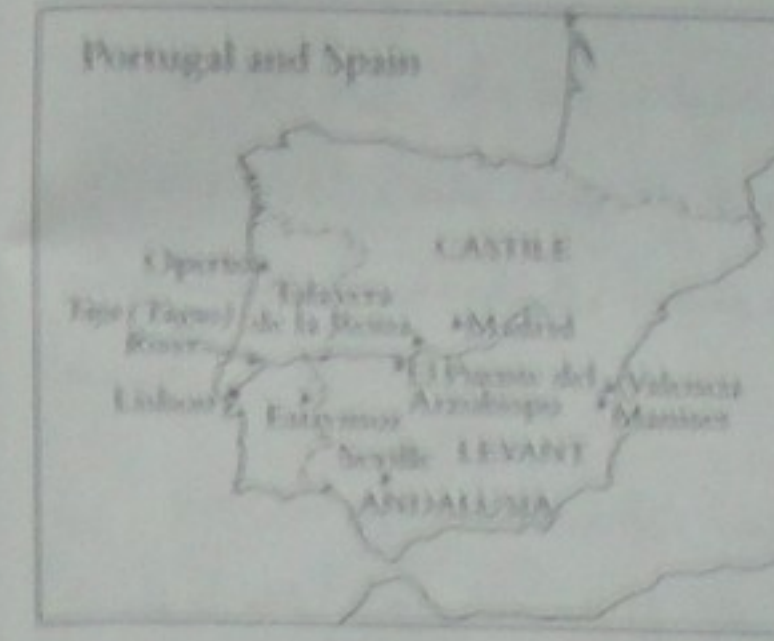 Portugal and Spain
CASTILE
Oporto
Talavera
de la Reina
Madrid
Tajo (Tagus)
River
El Puente del
Arzobispo
Valencia
Manises
Lisbon
Estremoz
Seville
LEVANT
ANDALUSIA